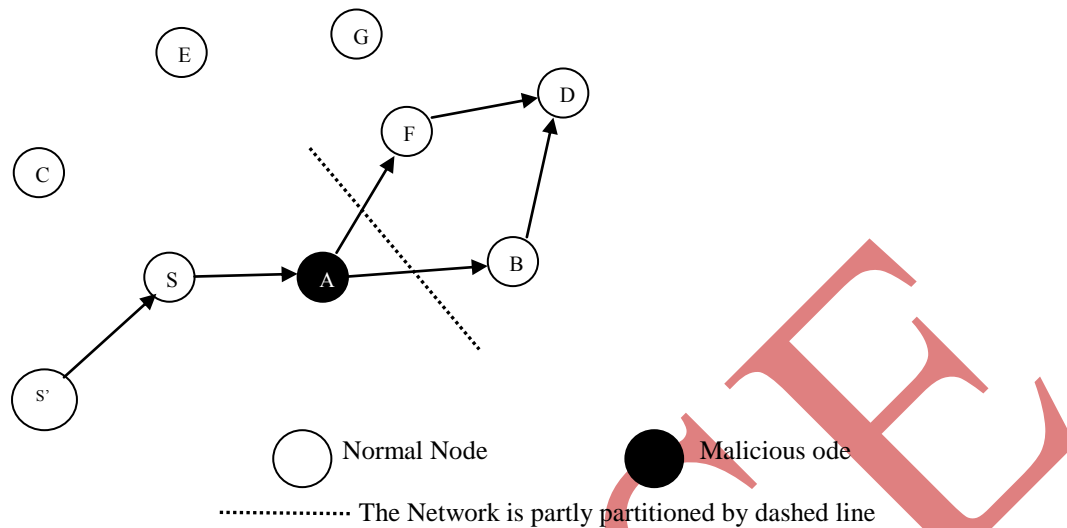 G
E
D
F
C
B
S
A
S’
Normal Node
Malicious ode
The Network is partly partitioned by dashed line